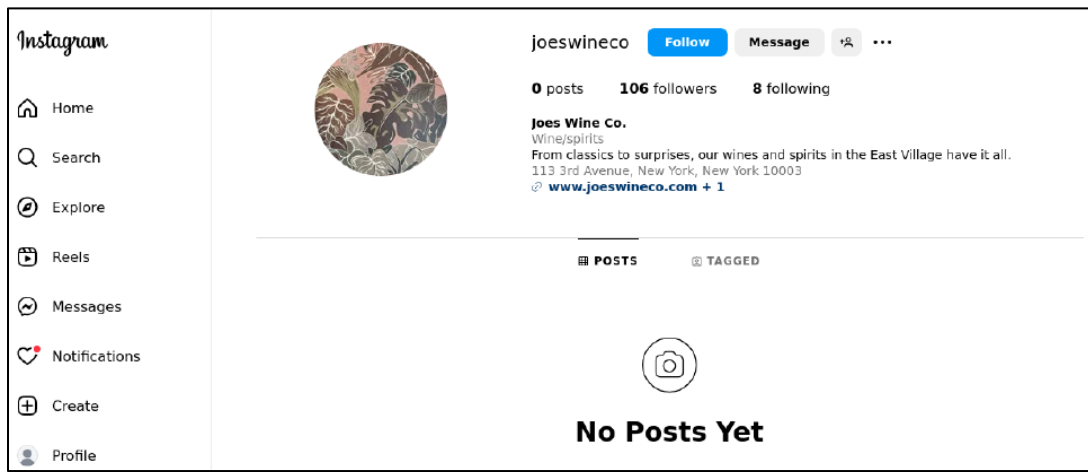 Instagram
Home
Search
Explore
Reels
Messages
Notifications
Create
Profile
joeswineco Follow Message
0 posts 106 followers 8 following
Joes Wine Co.
Wine/spirits
From classics to surprises, our wines and spirits in the East Village have it all.
113 3rd Avenue, New York, New York 10003
www.joeswineco.com + 1
POSTS TAGGED
No Posts Yet